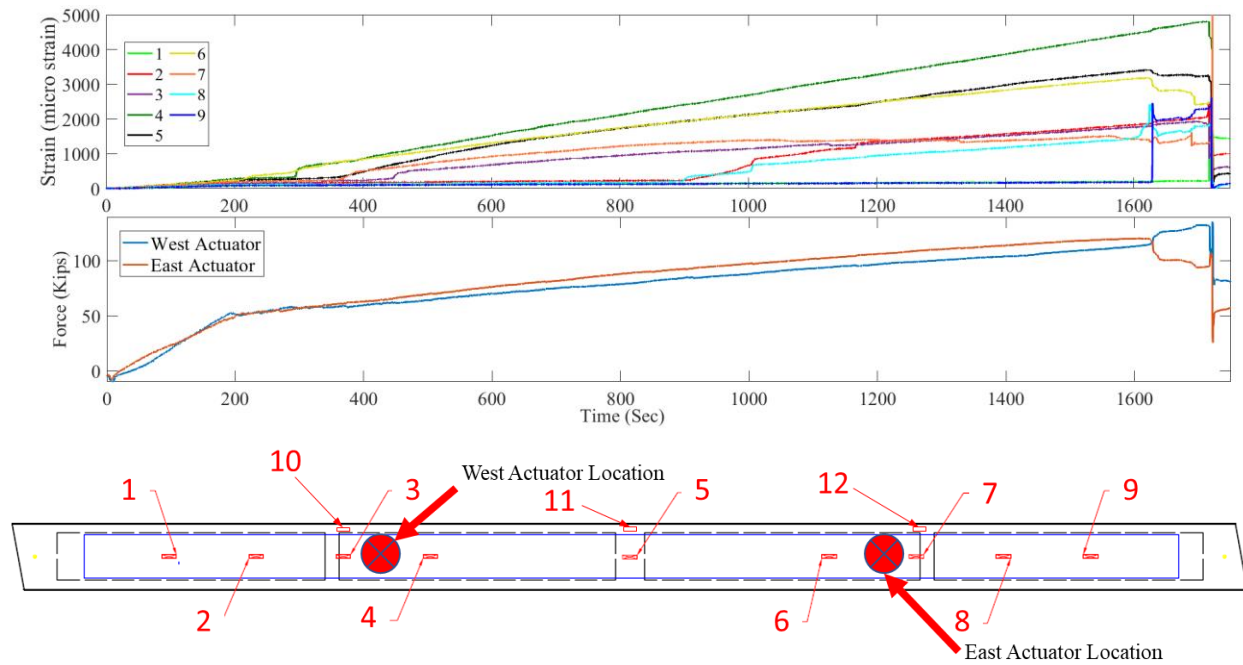 Strain (micro strain)
5000
4000
3000
2000
1000
0
1 6
2 7
3 8
4 9
5
0 200 400 600 800 1000 1200 1400 1600
Force (Kips)
100
50
0
West Actuator
East Actuator
0 200 400 600 800 1000 1200 1400 1600
Time (Sec)
West Actuator Location
10
1 3 11 5 12 7 9
2 4 6 8
East Actuator Location